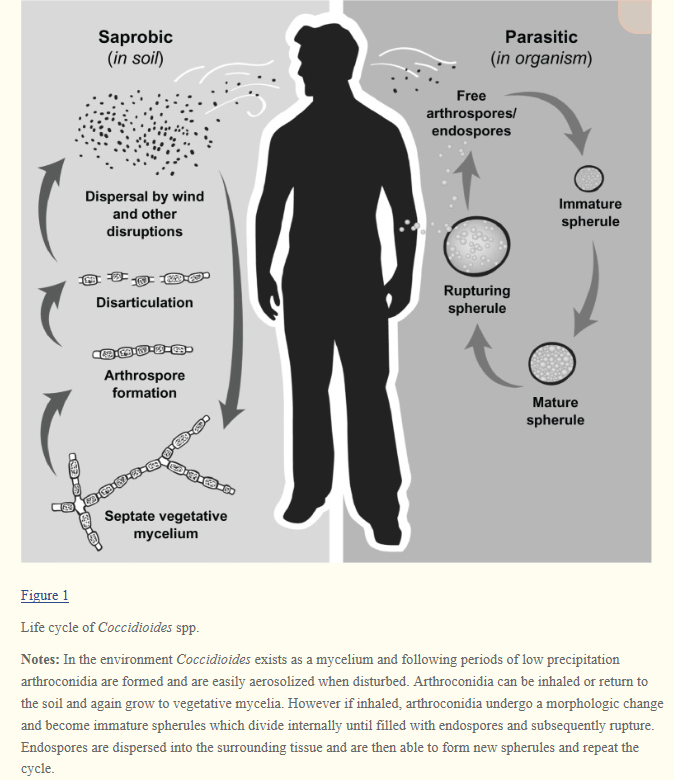 Saprobic
(in soil)
Dispersal by wind
and other
disruptions
Disarticulation
Arthrospore
formation
Septate vegetative
mycelium
Parasitic
(in organism)
Free
arthrospores/
endospores
Immature
spherule
Rupturing
spherule
Mature
spherule
Figure 1
Life cycle of Coccidioides spp.
Notes: In the environment Coccidioides exists as a mycelium and following periods of low precipitation
arthroconidia are formed and are easily aerosolized when disturbed. Arthroconidia can be inhaled or return to
the soil and again grow to vegetative mycelia. However if inhaled, arthroconidia undergo a morphologic change
and become immature spherules which divide internally until filled with endospores and subsequently rupture.
Endospores are dispersed into the surrounding tissue and are then able to form new spherules and repeat the
cycle.